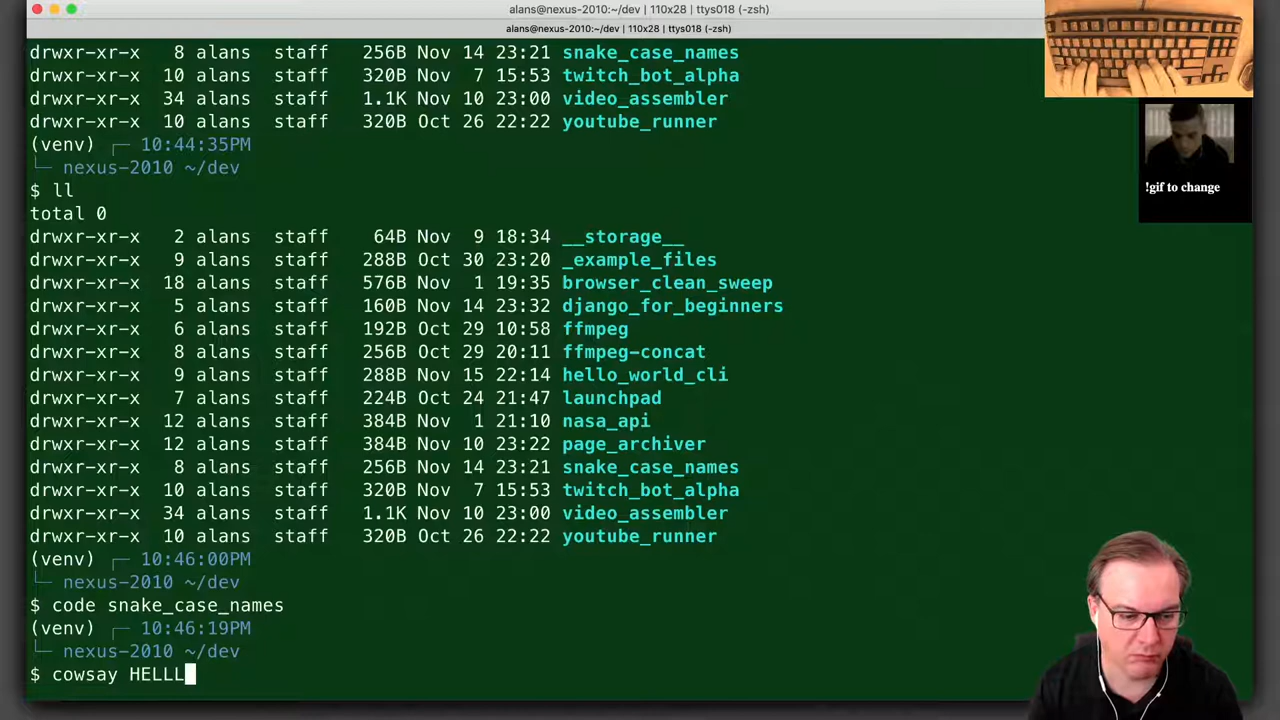 alans@nexus-2010:~/dev | 110x28 | ttys018 (-zsh)
alans@nexus-2010:~/dev | 110x28 | ttys018 (-zsh)
drwxr-xr-x 8 alans staff 256B Nov 14 23:21 snake_case_names
drwxr-xr-x 10 alans staff 320B Nov 7 15:53 twitch_bot_alpha
drwxr-xr-x 34 alans staff 1.1K Nov 10 23:00 video_assembler
drwxr-xr-x 10 alans staff 320B Oct 26 22:22 youtube_runner
(venv) ┌─ 10:44:35PM
└─ nexus-2010 ~/dev
$ ll
total 0
drwxr-xr-x 2 alans staff 64B Nov 9 18:34 __storage__
drwxr-xr-x 9 alans staff 288B Oct 30 23:20 _example_files
drwxr-xr-x 18 alans staff 576B Nov 1 19:35 browser_clean_sweep
drwxr-xr-x 5 alans staff 160B Nov 14 23:32 django_for_beginners
drwxr-xr-x 6 alans staff 192B Oct 29 10:58 ffmpeg
drwxr-xr-x 8 alans staff 256B Oct 29 20:11 ffmpeg-concat
drwxr-xr-x 9 alans staff 288B Nov 15 22:14 hello_world_cli
drwxr-xr-x 7 alans staff 224B Oct 24 21:47 launchpad
drwxr-xr-x 12 alans staff 384B Nov 1 21:10 nasa_api
drwxr-xr-x 12 alans staff 384B Nov 10 23:22 page_archiver
drwxr-xr-x 8 alans staff 256B Nov 14 23:21 snake_case_names
drwxr-xr-x 10 alans staff 320B Nov 7 15:53 twitch_bot_alpha
drwxr-xr-x 34 alans staff 1.1K Nov 10 23:00 video_assembler
drwxr-xr-x 10 alans staff 320B Oct 26 22:22 youtube_runner
(venv) ┌─ 10:46:00PM
└─ nexus-2010 ~/dev
$ code snake_case_names
(venv) ┌─ 10:46:19PM
└─ nexus-2010 ~/dev
$ cowsay HELLL
!gif to change